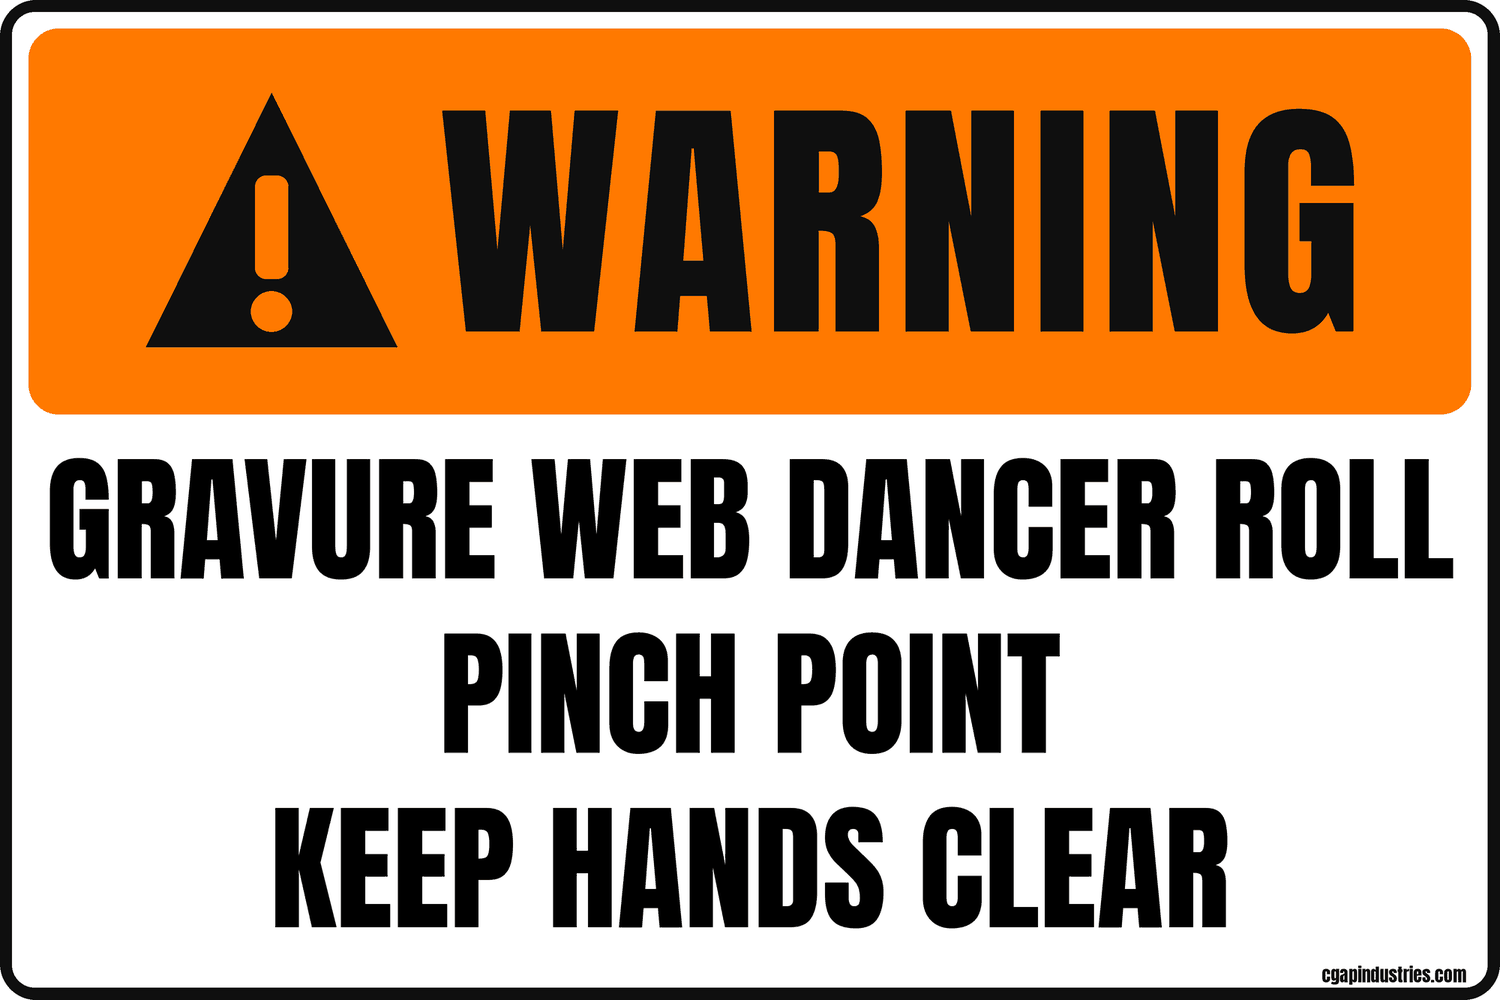 WARNING
GRAVURE WEB DANCER ROLL
PINCH POINT
KEEP HANDS CLEAR
cgapindustries.com